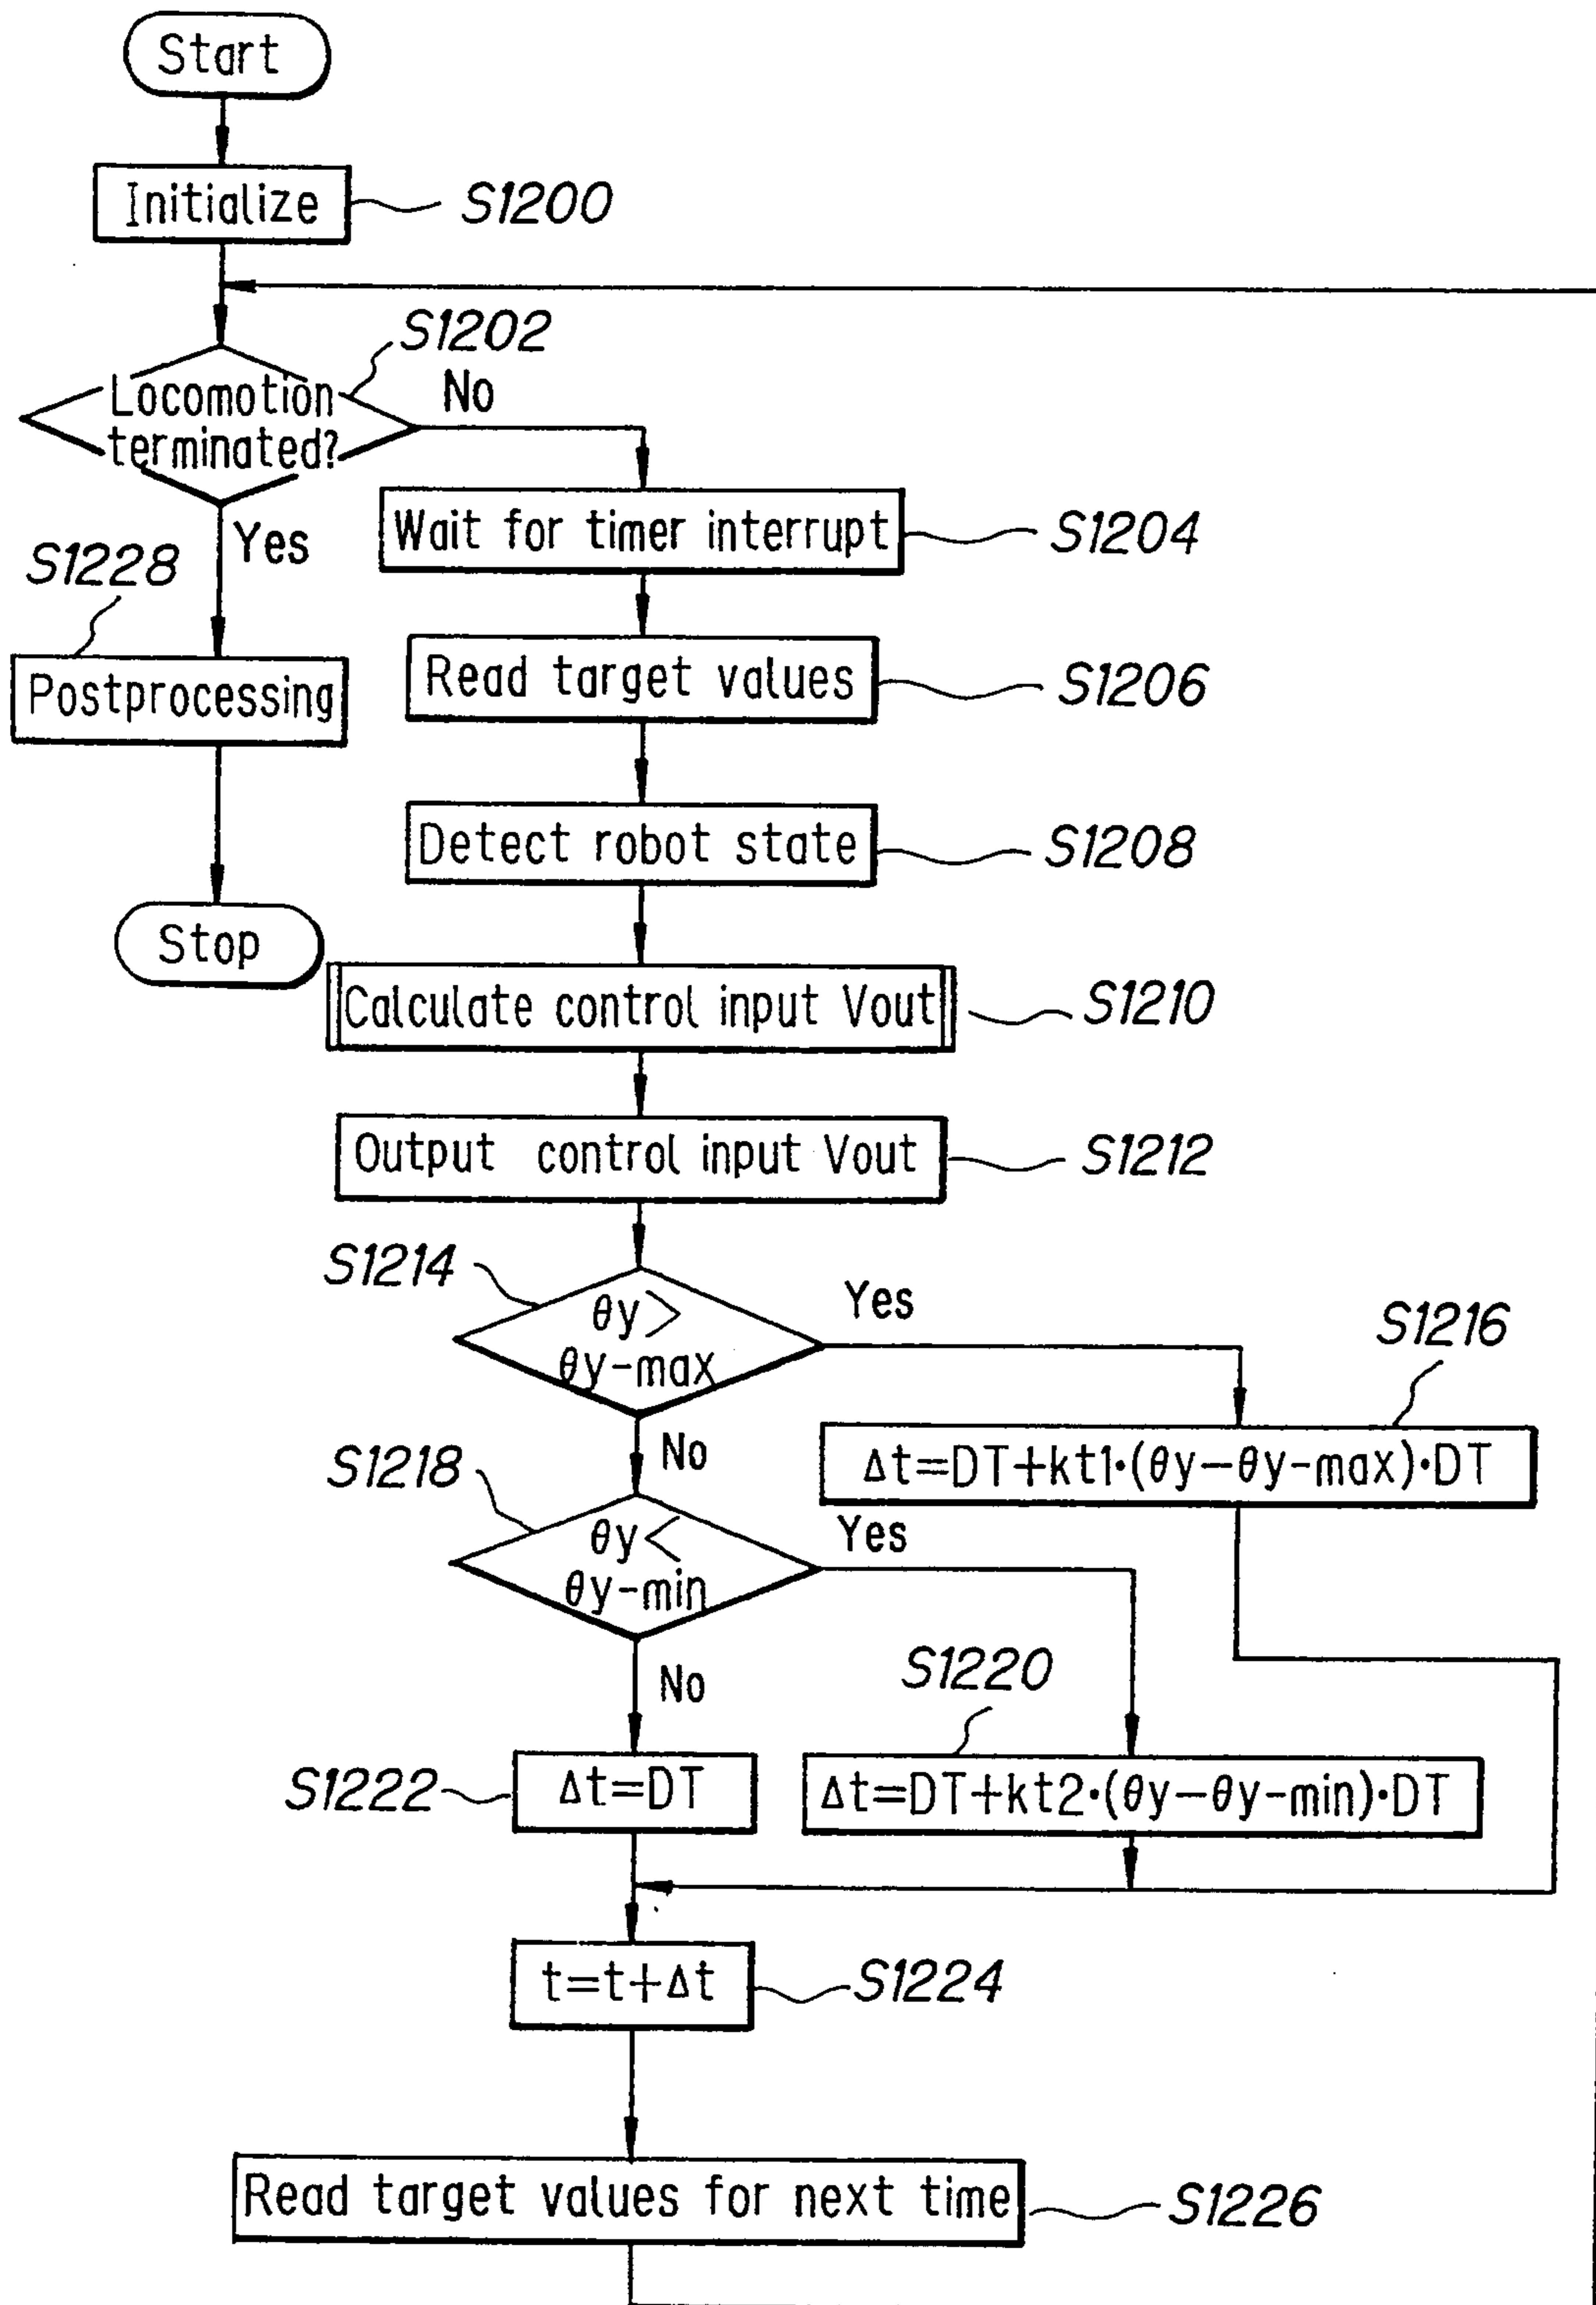 Start
Initialize
S1200
S1202
Locomotion
terminated?
No
Yes
Wait for timer interrupt
S1204
S1228
Postprocessing
Read target values
S1206
Detect robot state
S1208
Stop
Calculate control input Vout
S1210
Output control input Vout
S1212
S1214
θy>
θy-max
Yes
S1216
No
Δt=DT+kt1·(θy-θy-max)·DT
S1218
θy<
θy-min
Yes
No
S1220
S1222
Δt=DT
Δt=DT+kt2·(θy-θy-min)·DT
t=t+Δt
S1224
Read target values for next time
S1226